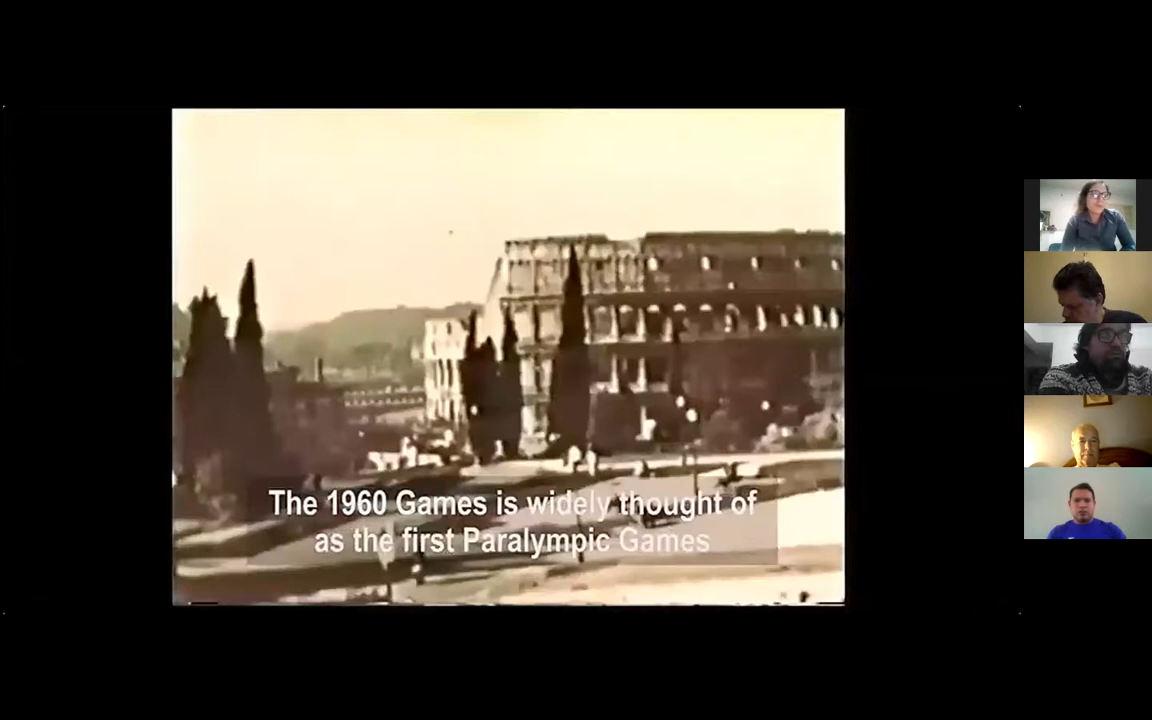 The 1960 Games is widely thought of
as the first Paralympic Games